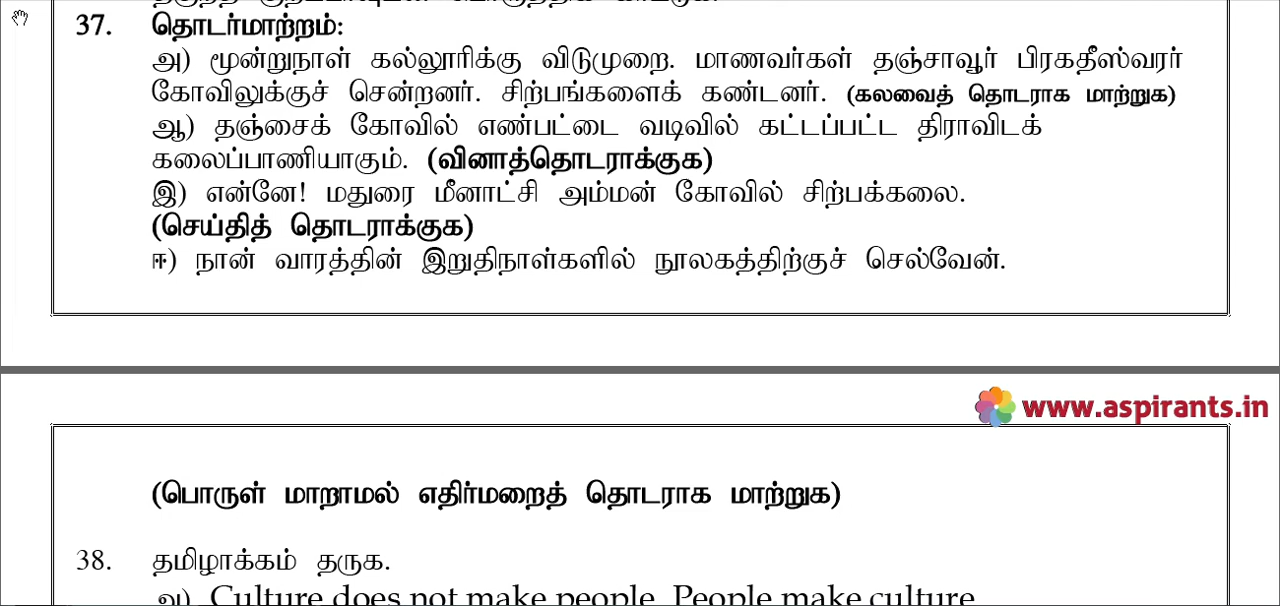 37. தொடர்மாற்றம்:
அ) மூன்றுநாள் கல்லூரிக்கு விடுமுறை. மாணவர்கள் தஞ்சாவூர் பிரகதீஸ்வரர்
கோவிலுக்குச் சென்றனர். சிற்பங்களைக் கண்டனர். (கலவைத் தொடராக மாற்றுக)
ஆ) தஞ்சைக் கோவில் எண்பட்டை வடிவில் கட்டப்பட்ட திராவிடக்
கலைப்பாணியாகும். (வினாத்தொடராக்குக)
இ) என்னே! மதுரை மீனாட்சி அம்மன் கோவில் சிற்பக்கலை.
(செய்தித் தொடராக்குக)
ஈ) நான் வாரத்தின் இறுதிநாள்களில் நூலகத்திற்குச் செல்வேன்.
www.aspirants.in
(பொருள் மாறாமல் எதிர்மறைத் தொடராக மாற்றுக)
38. தமிழாக்கம் தருக.
அ) Culture does not make people. People make culture